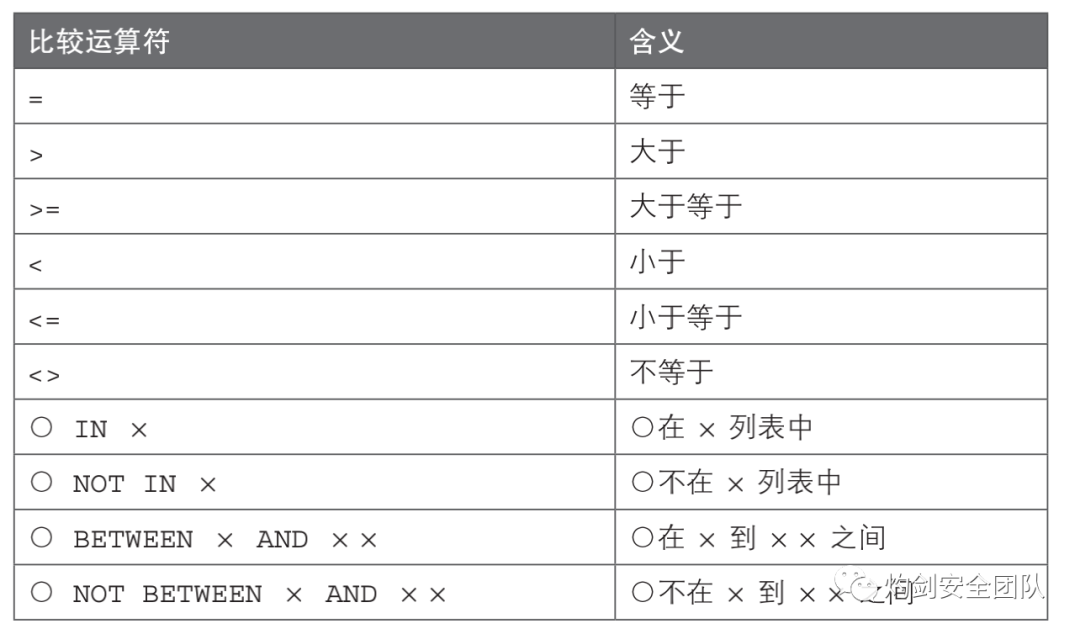 比较运算符 含义
= 等于
> 大于
>= 大于等于
< 小于
<= 小于等于
<> 不等于
○ IN × ○在 × 列表中
○ NOT IN × ○不在 × 列表中
○ BETWEEN × AND ×× ○在 × 到 ×× 之间
○ NOT BETWEEN × AND ×× ○不在 × 到 ×× 之间
灼剑安全团队